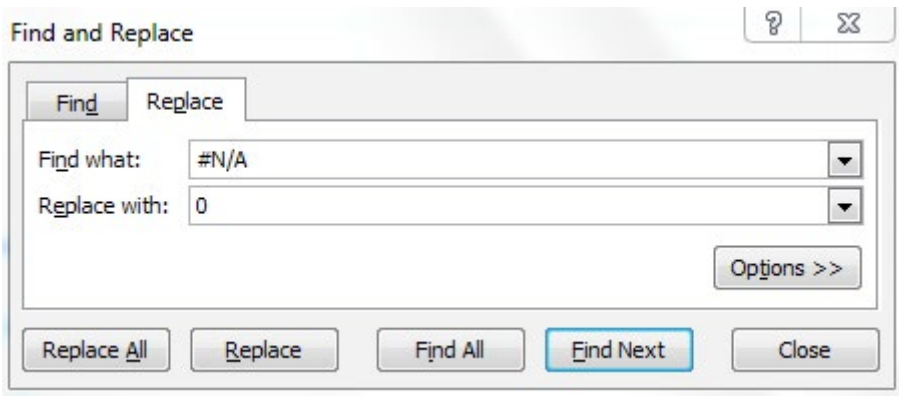 Find and Replace
Find Replace
Find what: #N/A
Replace with: 0
Options >>
Replace All Replace Find All Find Next Close